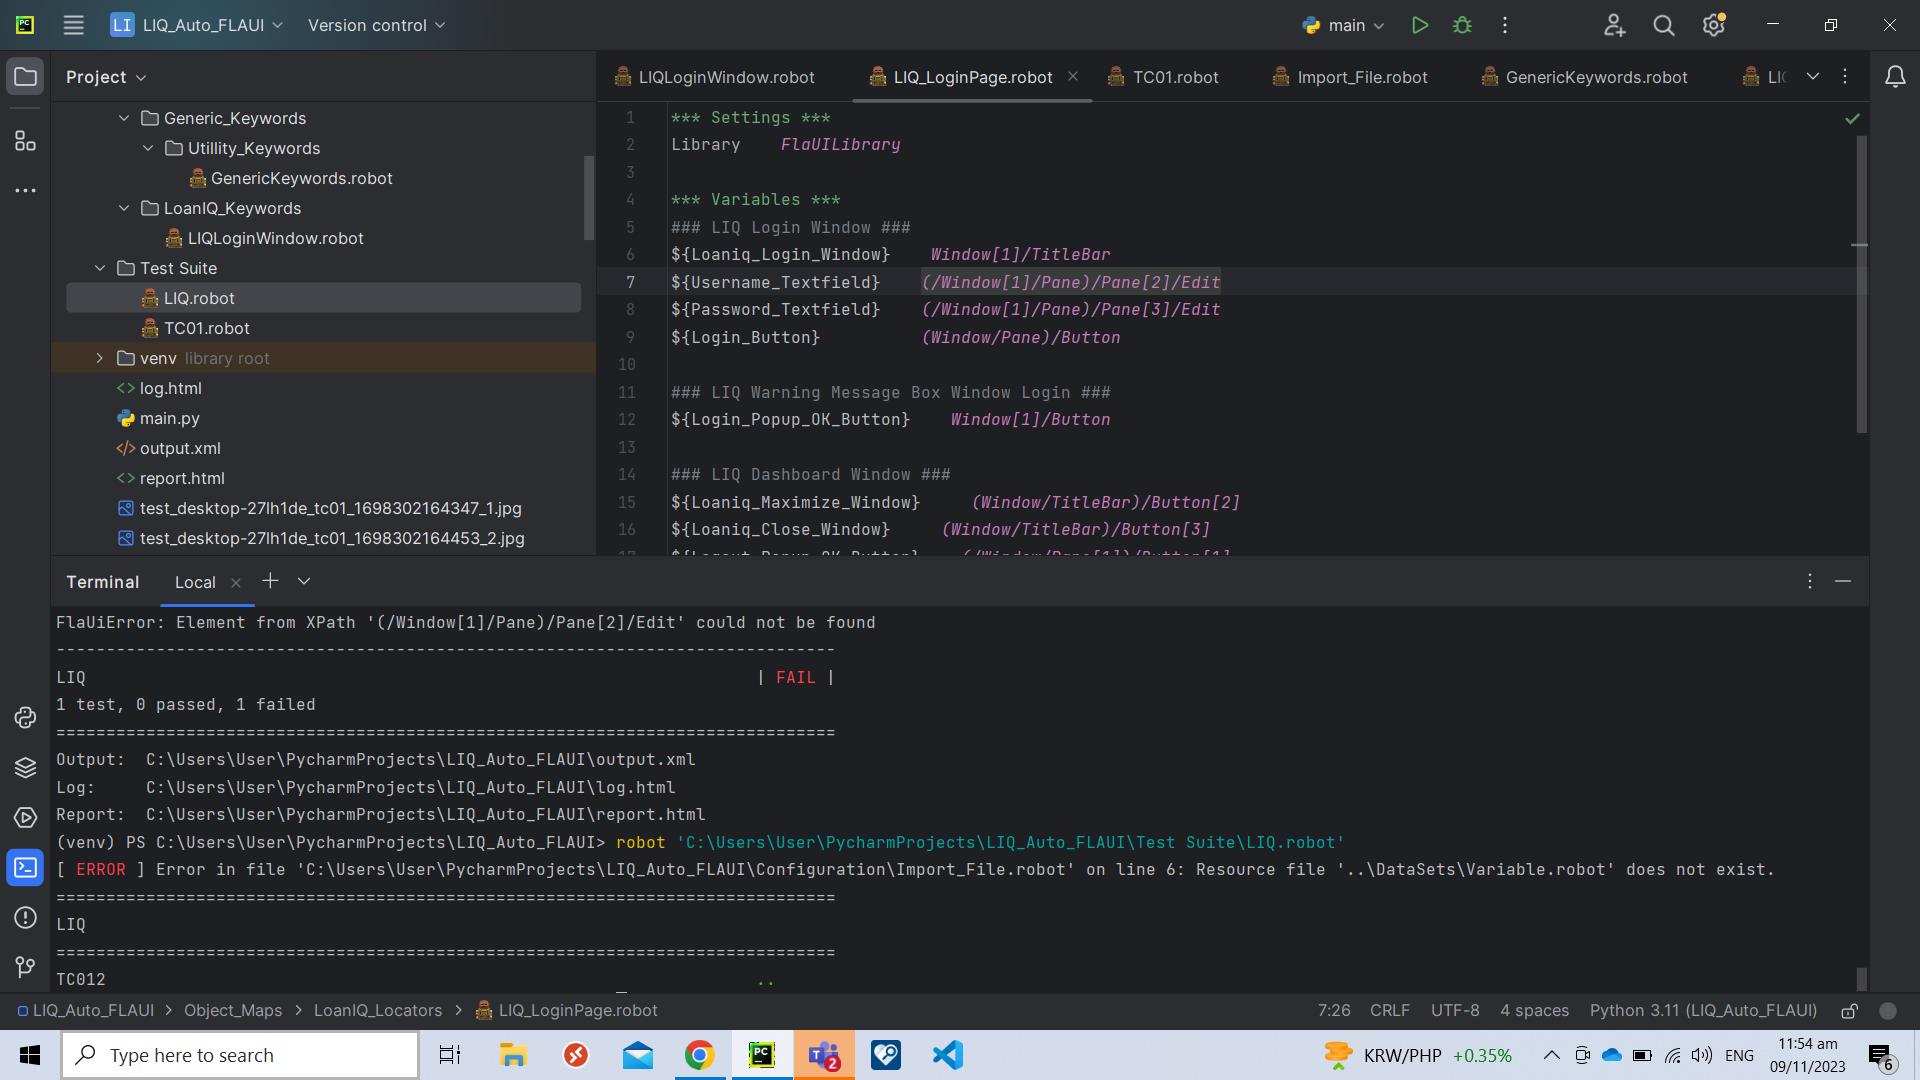 LI LIQ_Auto_FLAUI Version control main
Project
Generic_Keywords
Utillity_Keywords
GenericKeywords.robot
LoanIQ_Keywords
LIQLoginWindow.robot
Test Suite
LIQ.robot
TC01.robot
venv library root
log.html
main.py
output.xml
report.html
test_desktop-27lh1de_tc01_1698302164347_1.jpg
test_desktop-27lh1de_tc01_1698302164453_2.jpg
LIQLoginWindow.robot LIQ_LoginPage.robot TC01.robot Import_File.robot GenericKeywords.robot
1 *** Settings ***
2 Library FlaUILibrary
3
4 *** Variables ***
5 ### LIQ Login Window ###
6 ${Loaniq_Login_Window} Window[1]/TitleBar
7 ${Username_Textfield} (/Window[1]/Pane)/Pane[2]/Edit
8 ${Password_Textfield} (/Window[1]/Pane)/Pane[3]/Edit
9 ${Login_Button} (Window/Pane)/Button
10
11 ### LIQ Warning Message Box Window Login ###
12 ${Login_Popup_OK_Button} Window[1]/Button
13
14 ### LIQ Dashboard Window ###
15 ${Loaniq_Maximize_Window} (Window/TitleBar)/Button[2]
16 ${Loaniq_Close_Window} (Window/TitleBar)/Button[3]
Terminal Local
FlaUiError: Element from XPath '(/Window[1]/Pane)/Pane[2]/Edit' could not be found
------------------------------------------------------------------------------
LIQ | FAIL |
1 test, 0 passed, 1 failed
==============================================================================
Output: C:\Users\User\PycharmProjects\LIQ_Auto_FLAUI\output.xml
Log: C:\Users\User\PycharmProjects\LIQ_Auto_FLAUI\log.html
Report: C:\Users\User\PycharmProjects\LIQ_Auto_FLAUI\report.html
(venv) PS C:\Users\User\PycharmProjects\LIQ_Auto_FLAUI> robot 'C:\Users\User\PycharmProjects\LIQ_Auto_FLAUI\Test Suite\LIQ.robot'
[ ERROR ] Error in file 'C:\Users\User\PycharmProjects\LIQ_Auto_FLAUI\Configuration\Import_File.robot' on line 6: Resource file '..\DataSets\Variable.robot' does not exist.
==============================================================================
LIQ
==============================================================================
TC012 ..
LIQ_Auto_FLAUI > Object_Maps > LoanIQ_Locators > LIQ_LoginPage.robot 7:26 CRLF UTF-8 4 spaces Python 3.11 (LIQ_Auto_FLAUI)
Type here to search
KRW/PHP +0.35% ENG
11:54 am
09/11/2023